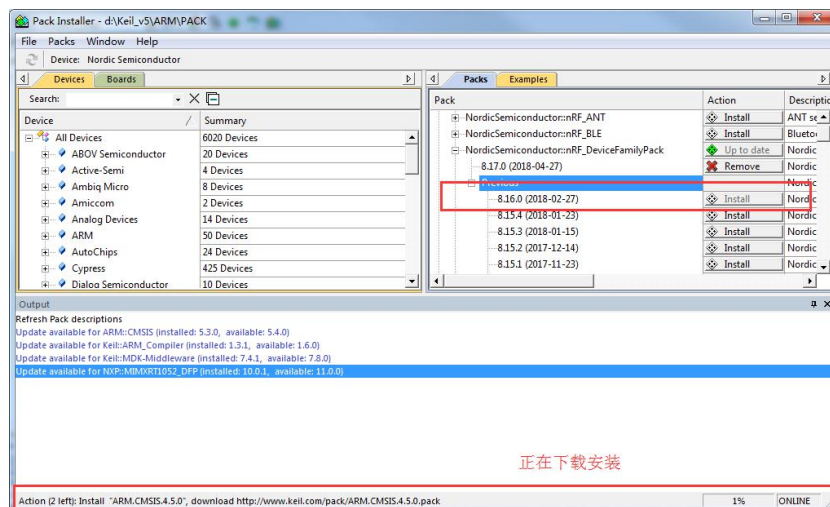 Pack Installer - d:\Keil_v5\ARM\PACK
File Packs Window Help
Device: Nordic Semiconductor
Devices Boards
Packs Examples
Search:
Device Summary
All Devices 6020 Devices
ABOV Semiconductor 20 Devices
Active-Semi 4 Devices
Ambiq Micro 8 Devices
Amiccom 2 Devices
Analog Devices 14 Devices
ARM 50 Devices
AutoChips 24 Devices
Cypress 425 Devices
Dialog Semiconductor 10 Devices
Pack Action Descriptic
NordicSemiconductor::nRF_ANT Install ANT se
NordicSemiconductor::nRF_BLE Install Blueto
NordicSemiconductor::nRF_DeviceFamilyPack Up to date Nordic
8.17.0 (2018-04-27) Remove Nordic
Previous Nordic
8.16.0 (2018-02-27) Install Nordic
8.15.4 (2018-01-23) Install Nordic
8.15.3 (2018-01-15) Install Nordic
8.15.2 (2017-12-14) Install Nordic
8.15.1 (2017-11-23) Install Nordic
Output
Refresh Pack descriptions
Update available for ARM::CMSIS (installed: 5.3.0, available: 5.4.0)
Update available for Keil::ARM_Compiler (installed: 1.3.1, available: 1.6.0)
Update available for Keil::MDK-Middleware (installed: 7.4.1, available: 7.8.0)
Update available for NXP::MIMXRT1052_DFP (installed: 10.0.1, available: 11.0.0)
正在下载安装
Action (2 left): Install "ARM.CMSIS.4.5.0", download http://www.keil.com/pack/ARM.CMSIS.4.5.0.pack 1% ONLINE